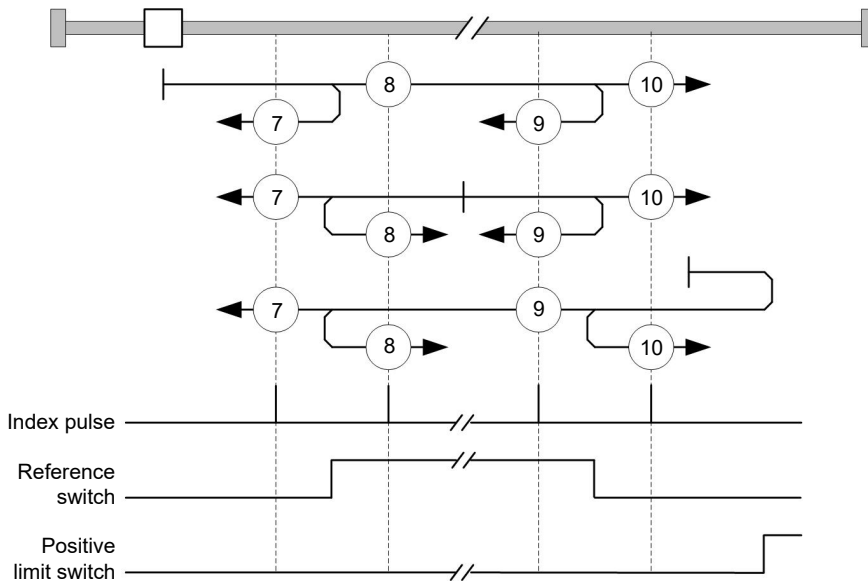 8 10
7 9
7 10
8 9
7 9
8 10
Index pulse
Reference
switch
Positive
limit switch